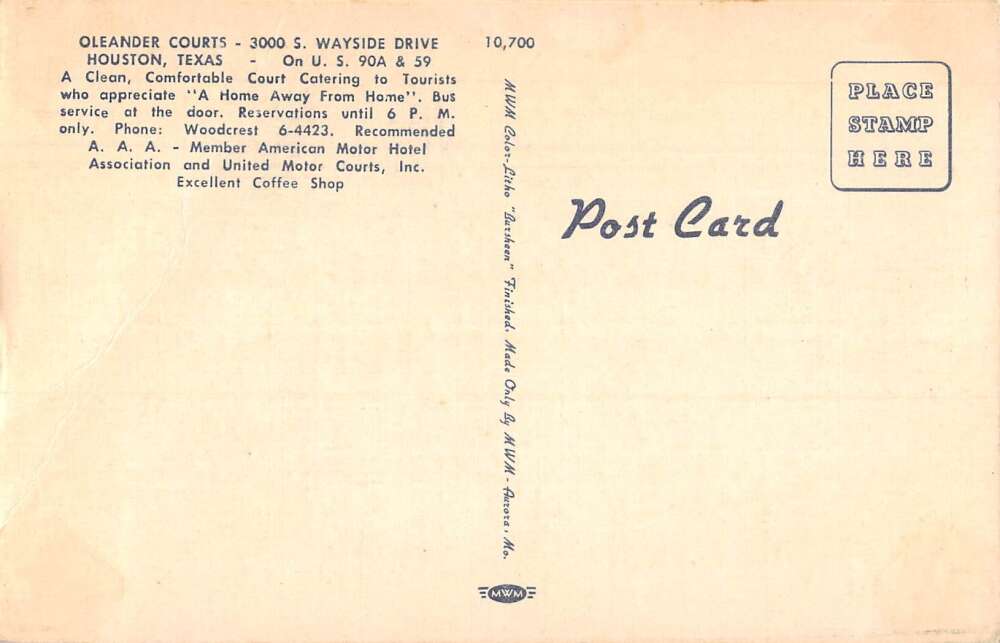 OLEANDER COURTS - 3000 S. WAYSIDE DRIVE
HOUSTON, TEXAS - On U. S. 90A & 59
A Clean, Comfortable Court Catering to Tourists
who appreciate "A Home Away From Home". Bus
service at the door. Reservations until 6 P. M.
only. Phone: Woodcrest 6-4423. Recommended
A. A. A. - Member American Motor Hotel
Association and United Motor Courts, Inc.
Excellent Coffee Shop
10,700
MWM Color-Litho "Bursheen" Finished. Made Only By MWM - Aurora, Mo.
MWM
Post Card
PLACE
STAMP
HERE